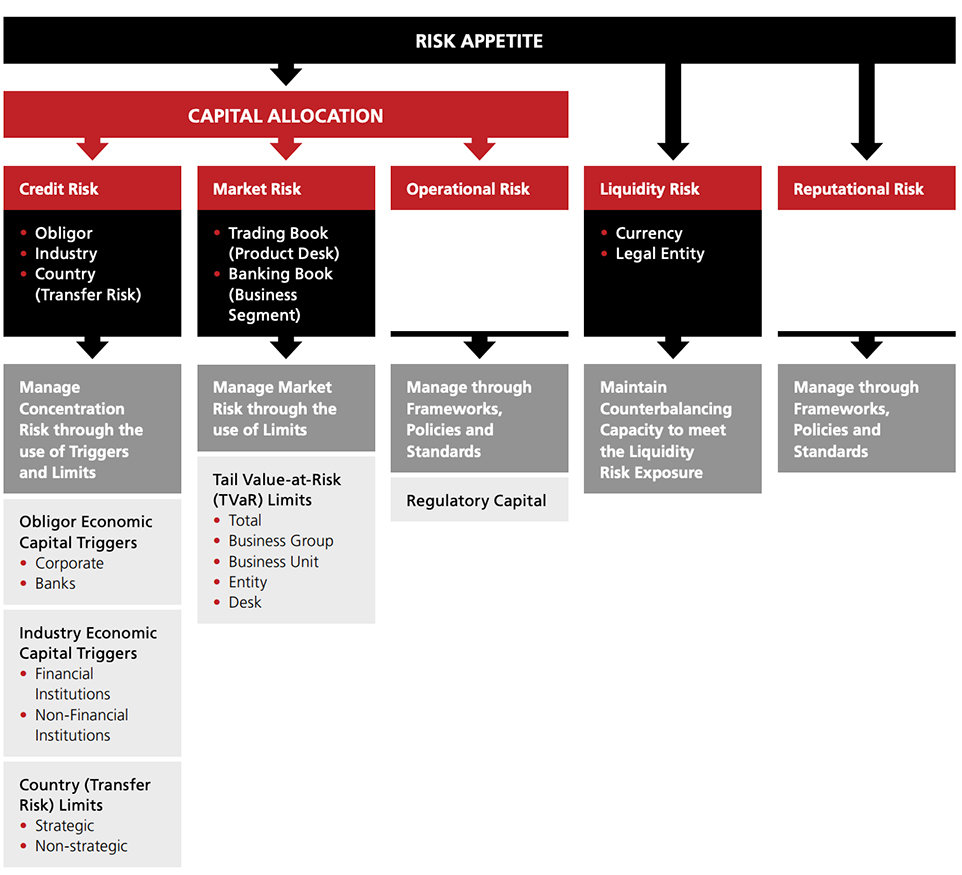 RISK APPETITE
CAPITAL ALLOCATION
Credit Risk
• Obligor
• Industry
• Country
(Transfer Risk)
Manage
Concentration
Risk through the
use of Triggers
and Limits
Obligor Economic
Capital Triggers
• Corporate
• Banks
Industry Economic
Capital Triggers
• Financial
Institutions
• Non-Financial
Institutions
Country (Transfer
Risk) Limits
• Strategic
• Non-strategic
Market Risk
• Trading Book
(Product Desk)
• Banking Book
(Business
Segment)
Manage Market
Risk through the
use of Limits
Tail Value-at-Risk
(TVaR) Limits
• Total
• Business Group
• Business Unit
• Entity
• Desk
Operational Risk
Manage through
Frameworks,
Policies and
Standards
Regulatory Capital
Liquidity Risk
• Currency
• Legal Entity
Maintain
Counterbalancing
Capacity to meet
the Liquidity
Risk Exposure
Reputational Risk
Manage through
Frameworks,
Policies and
Standards